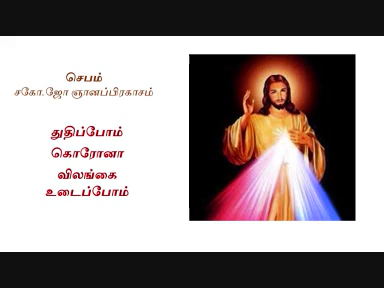 செபம்
சகோ.ஜோ ஞானப்பிரகாசம்
துதிப்போம்
கொரோனா
விலங்கை
உடைப்போம்